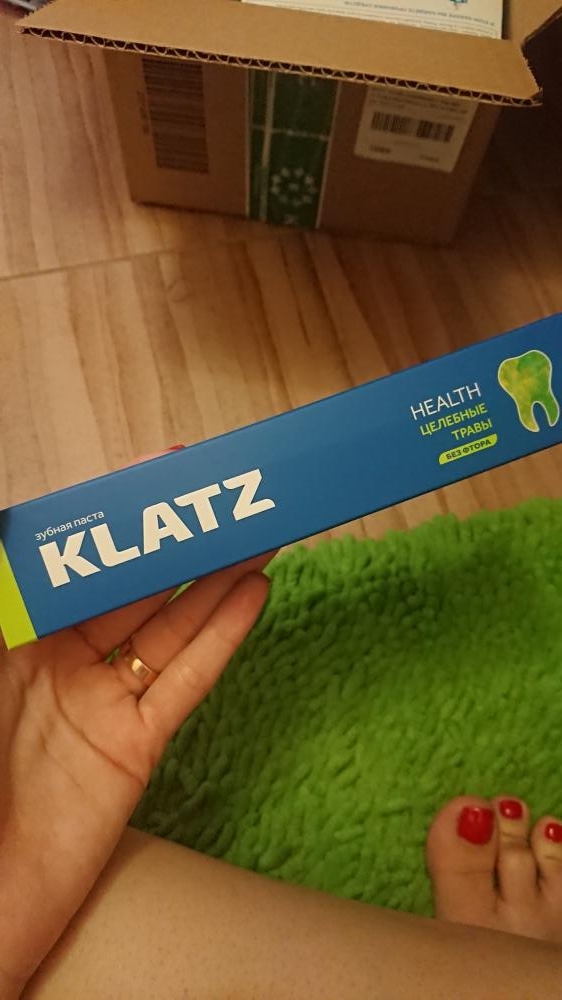 зубная паста
KLATZ
HEALTH
ЦЕЛЕБНЫЕ
ТРАВЫ
БЕЗ ФТОРА